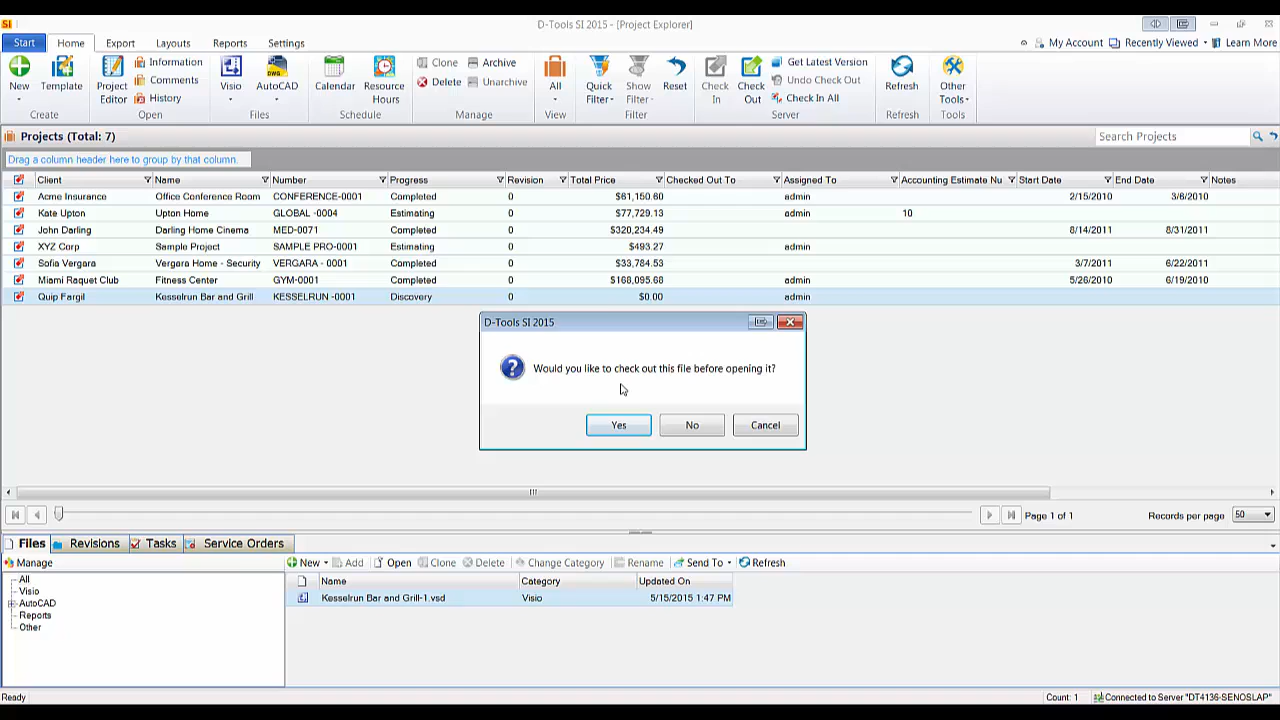 SI D-Tools SI 2015 - [Project Explorer]
Start Home Export Layouts Reports Settings My Account Recently Viewed Learn More
New Template Project Editor Information Comments History Visio AutoCAD Calendar Resource Hours Clone Archive Delete Unarchive All Quick Filter Show Filter Reset Check In Check Out Get Latest Version Undo Check Out Check In All Refresh Other Tools
Create Open Files Schedule Manage View Filter Server Refresh Tools
Projects (Total: 7) Search Projects
Drag a column header here to group by that column.
Client Name Number Progress Revision Total Price Checked Out To Assigned To Accounting Estimate Nu Start Date End Date Notes
Acme Insurance Office Conference Room CONFERENCE-0001 Completed 0 $61,150.60 admin 2/15/2010 3/6/2010
Kate Upton Upton Home GLOBAL -0004 Estimating 0 $77,729.13 admin 10
John Darling Darling Home Cinema MED-0071 Completed 0 $320,234.49 8/14/2011 8/31/2011
XYZ Corp Sample Project SAMPLE PRO-0001 Estimating 0 $493.27 admin
Sofia Vergara Vergara Home - Security VERGARA - 0001 Completed 0 $33,784.53 3/7/2011 6/22/2011
Miami Raquet Club Fitness Center GYM-0001 Completed 0 $168,095.68 admin 5/26/2010 6/19/2010
Quip Fargil Kesselrun Bar and Grill KESSELRUN -0001 Discovery 0 $0.00 admin
D-Tools SI 2015
Would you like to check out this file before opening it?
Yes No Cancel
Page 1 of 1 Records per page 50
Files Revisions Tasks Service Orders
Manage New Add Open Clone Delete Change Category Rename Send To Refresh
All
Visio
AutoCAD
Reports
Other
Name Category Updated On
Kesselrun Bar and Grill-1.vsd Visio 5/15/2015 1:47 PM
Ready Count: 1 Connected to Server "DT4136-SENOSLAP"